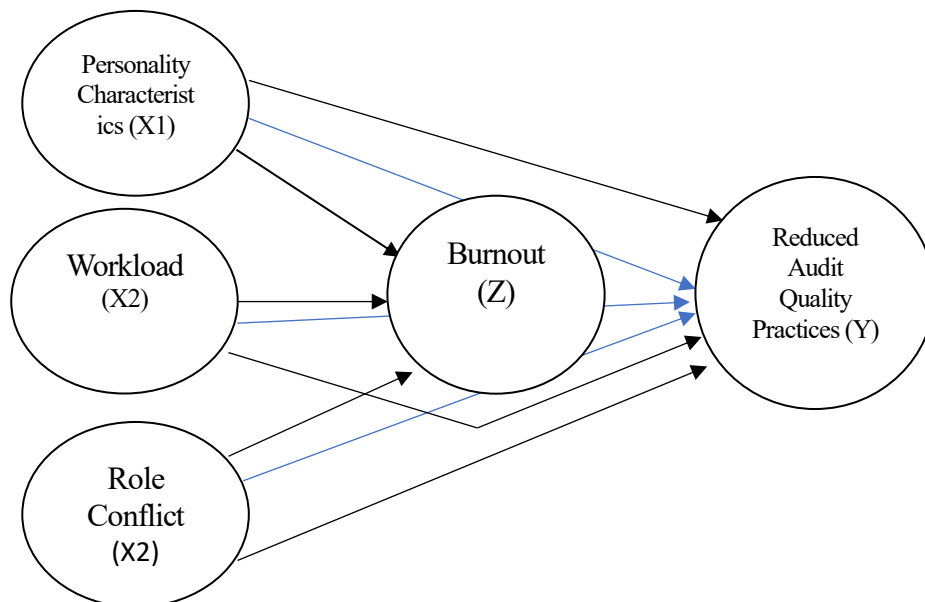 Personality
Characterist
ics (X1)
Workload
(X2)
Role
Conflict
(X2)
Burnout
(Z)
Reduced
Audit
Quality
Practices (Y)